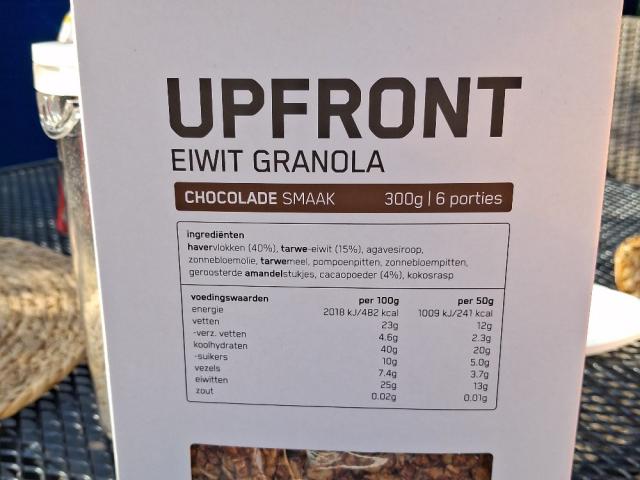 UPFRONT
EIWIT GRANOLA
CHOCOLADE SMAAK 300g | 6 porties
ingrediënten
havervlokken (40%), tarwe-eiwit (15%), agavesiroop,
zonnebloemolie, tarwemeel, pompoenpitten, zonnebloempitten,
geroosterde amandelstukjes, cacaopoeder (4%), kokosrasp
voedingswaarden per 100g per 50g
energie 2018 kJ/482 kcal 1009 kJ/241 kcal
vetten 23g 12g
-verz. vetten 4.6g 2.3g
koolhydraten 40g 20g
-suikers 10g 5.0g
vezels 7.4g 3.7g
eiwitten 25g 13g
zout 0.02g 0.01g